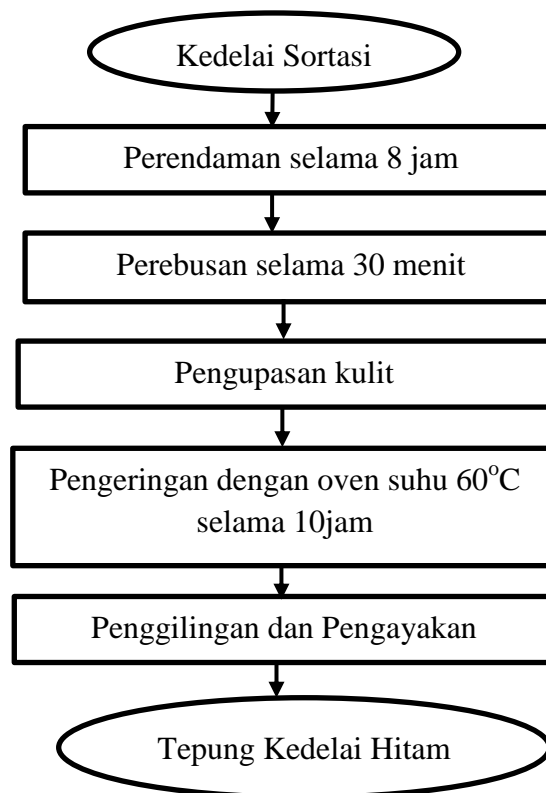 Kedelai Sortasi
Perendaman selama 8 jam
Perebusan selama 30 menit
Pengupasan kulit
Pengeringan dengan oven suhu 60°C
selama 10jam
Penggilingan dan Pengayakan
Tepung Kedelai Hitam